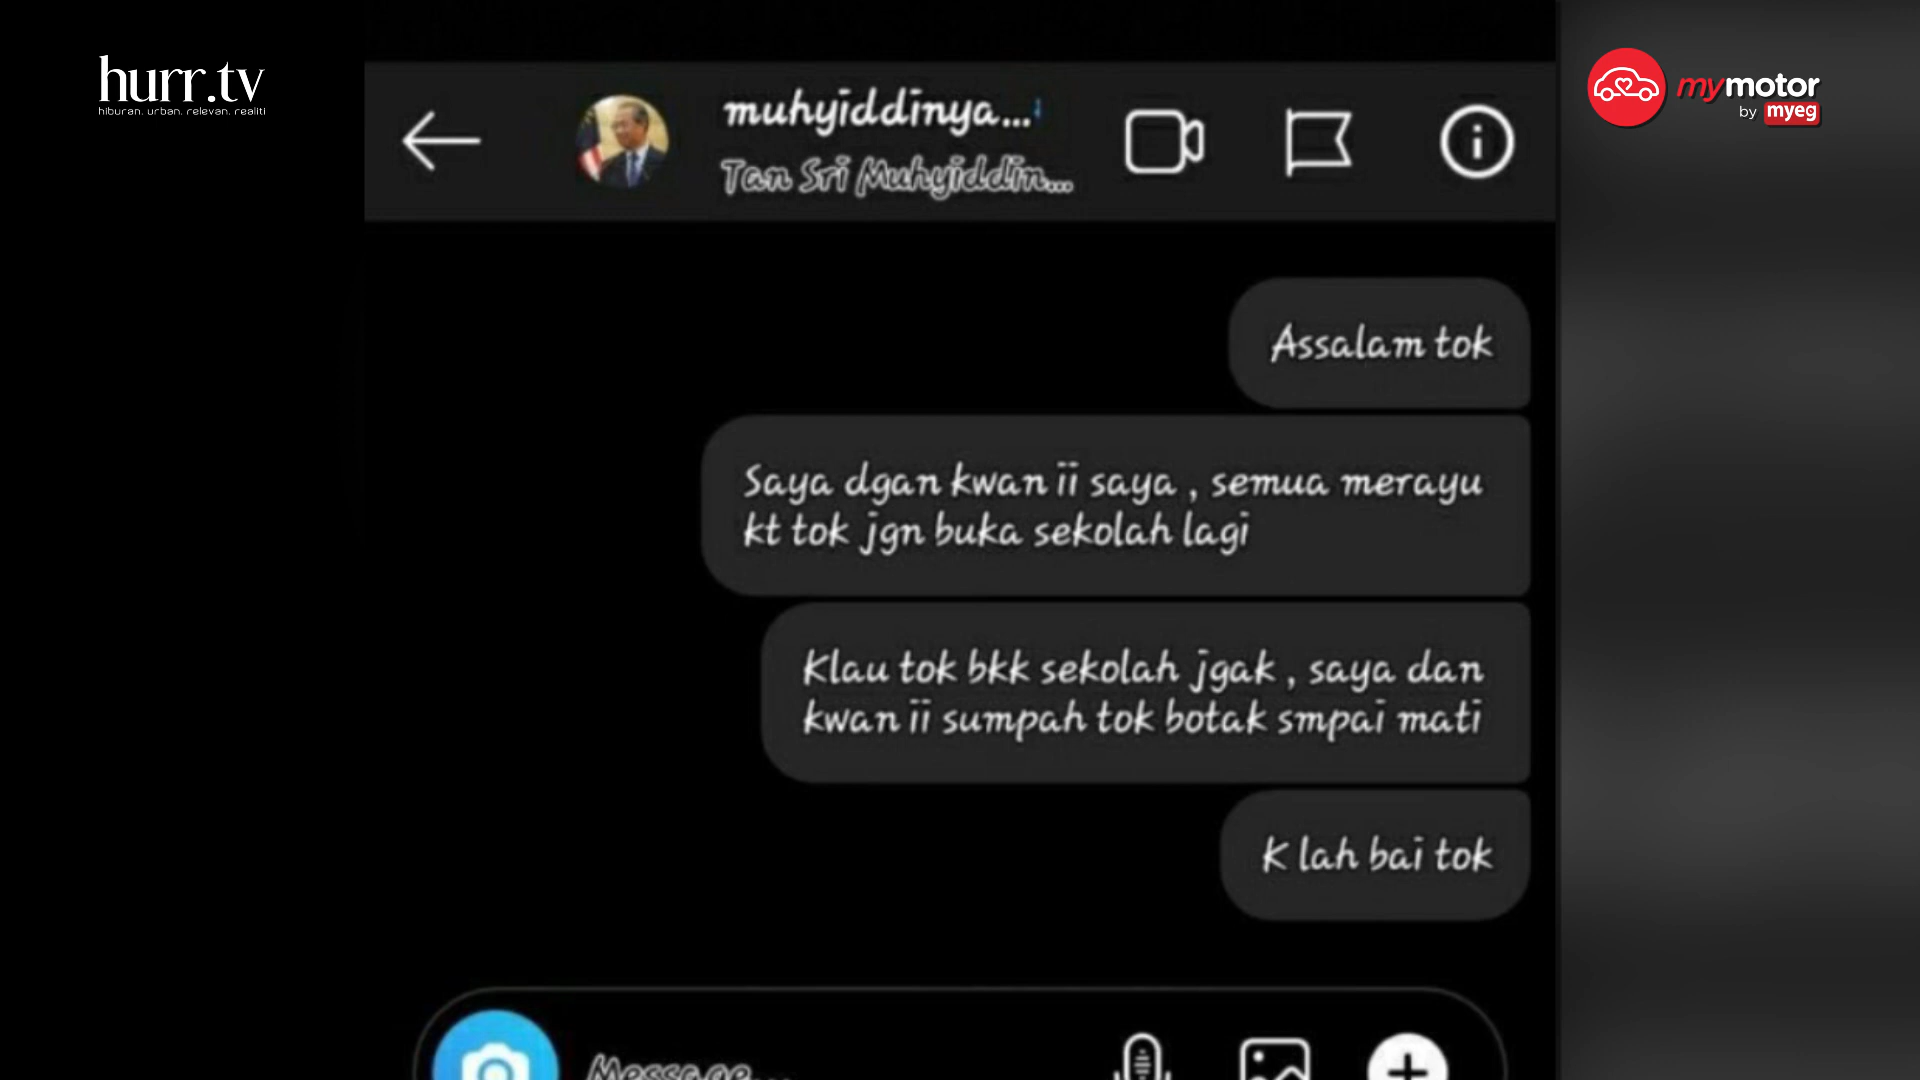 hurr.tv
hiburan. urban. relevan. realiti
mymotor
by myeg
muhyiddinya...
Tan Sri Muhyiddin...
Assalam tok
Saya dgan kwan ii saya , semua merayu
kt tok jgn buka sekolah lagi
Klau tok bkk sekolah jgak , saya dan
kwan ii sumpah tok botak smpai mati
K lah bai tok
Message...